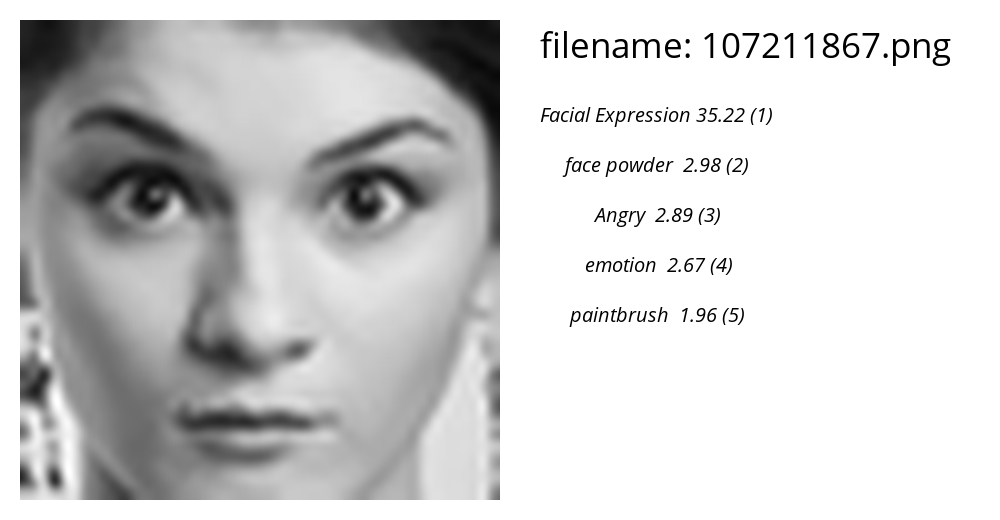 filename: 107211867.png
Facial Expression 35.22 (1)
face powder 2.98 (2)
Angry 2.89 (3)
emotion 2.67 (4)
paintbrush 1.96 (5)